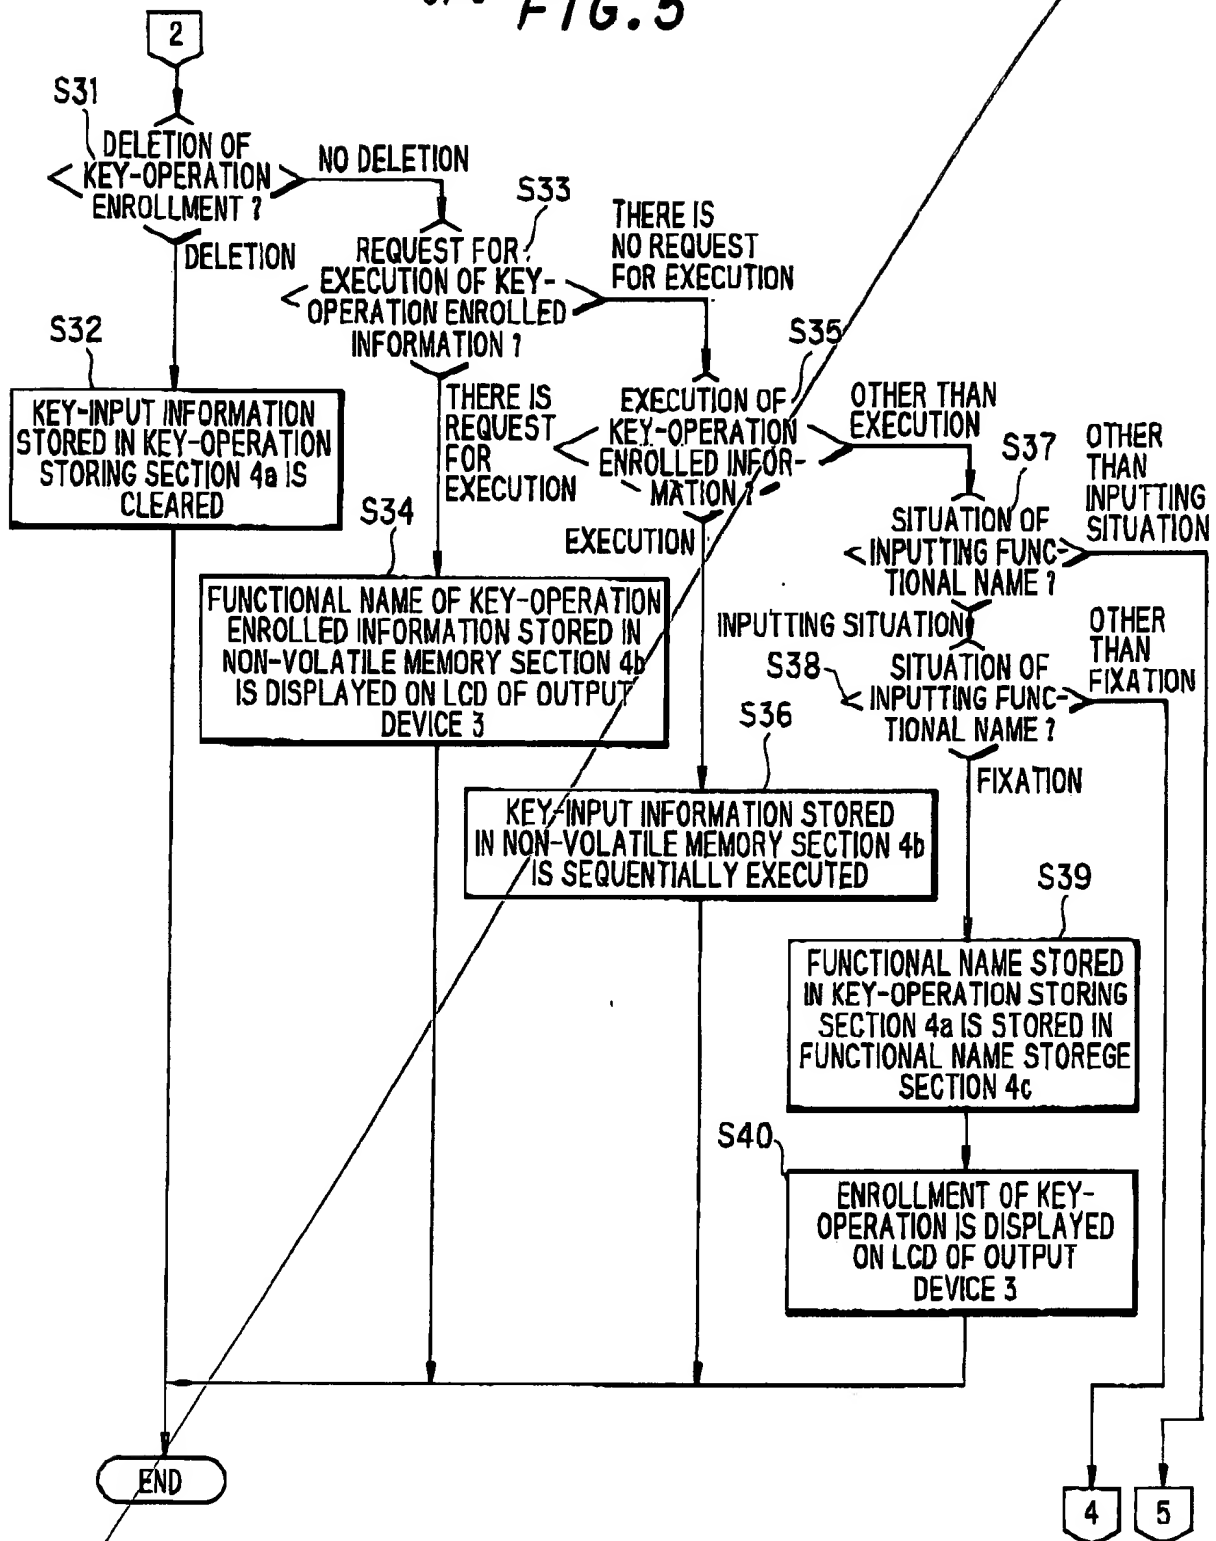 FIG.5
2
S31
DELETION OF
KEY-OPERATION
ENROLLMENT ?
NO DELETION
DELETION
S33
REQUEST FOR
EXECUTION OF KEY-
OPERATION ENROLLED
INFORMATION ?
THERE IS
NO REQUEST
FOR EXECUTION
S32
KEY-INPUT INFORMATION
STORED IN KEY-OPERATION
STORING SECTION 4a IS
CLEARED
THERE IS
REQUEST
FOR
EXECUTION
S35
EXECUTION OF
KEY-OPERATION
ENROLLED INFOR-
MATION ?
OTHER THAN
EXECUTION
EXECUTION
S34
FUNCTIONAL NAME OF KEY-OPERATION
ENROLLED INFORMATION STORED IN
NON-VOLATILE MEMORY SECTION 4b
IS DISPLAYED ON LCD OF OUTPUT
DEVICE 3
S37
SITUATION OF
INPUTTING FUNC-
TIONAL NAME ?
OTHER
THAN
INPUTTING
SITUATION
INPUTTING SITUATION
S38
SITUATION OF
INPUTTING FUNC-
TIONAL NAME ?
OTHER
THAN
FIXATION
FIXATION
S36
KEY-INPUT INFORMATION STORED
IN NON-VOLATILE MEMORY SECTION 4b
IS SEQUENTIALLY EXECUTED
S39
FUNCTIONAL NAME STORED
IN KEY-OPERATION STORING
SECTION 4a IS STORED IN
FUNCTIONAL NAME STOREGE
SECTION 4c
S40
ENROLLMENT OF KEY-
OPERATION IS DISPLAYED
ON LCD OF OUTPUT
DEVICE 3
END
4
5